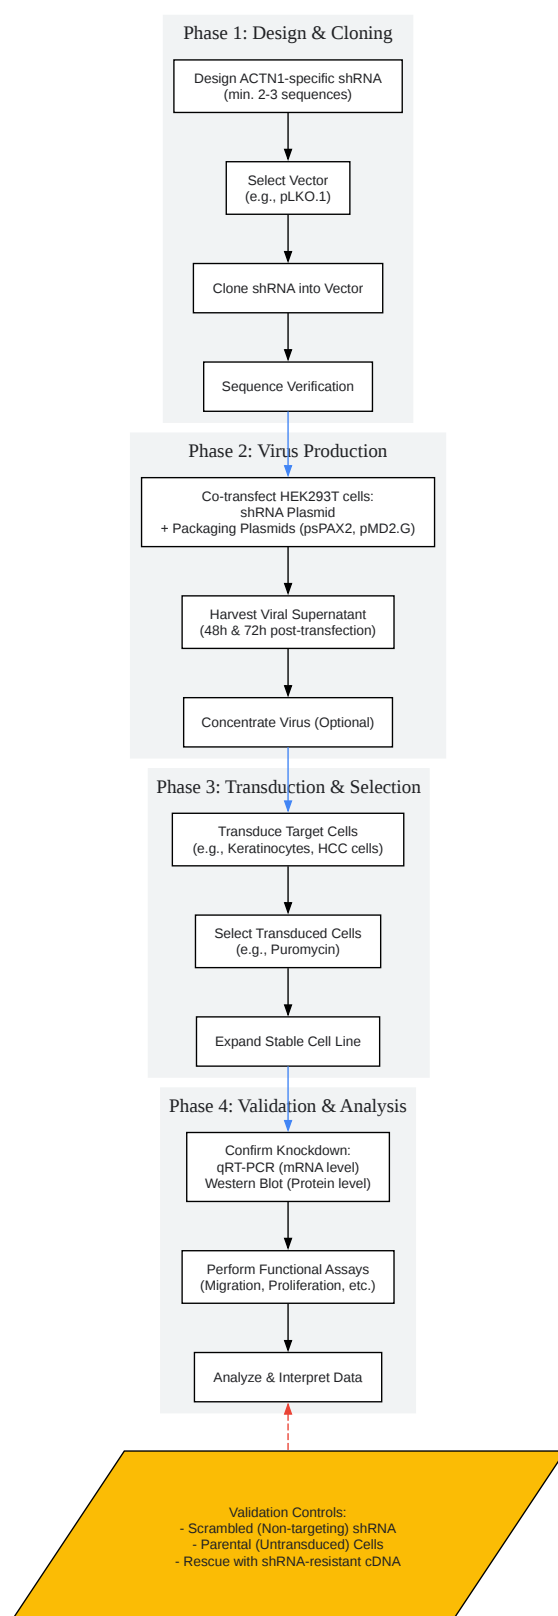 Phase 1: Design & Cloning
Design ACTN1-specific shRNA
(min. 2-3 sequences)
Select Vector
(e.g., pLKO.1)
Clone shRNA into Vector
Sequence Verification
Phase 2: Virus Production
Co-transfect HEK293T cells:
shRNA Plasmid
+ Packaging Plasmids (psPAX2, pMD2.G)
Harvest Viral Supernatant
(48h & 72h post-transfection)
Concentrate Virus (Optional)
Phase 3: Transduction & Selection
Transduce Target Cells
(e.g., Keratinocytes, HCC cells)
Select Transduced Cells
(e.g., Puromycin)
Expand Stable Cell Line
Phase 4: Validation & Analysis
Confirm Knockdown:
qRT-PCR (mRNA level)
Western Blot (Protein level)
Perform Functional Assays
(Migration, Proliferation, etc.)
Analyze & Interpret Data
Validation Controls:
- Scrambled (Non-targeting) shRNA
- Parental (Untransduced) Cells
- Rescue with shRNA-resistant cDNA